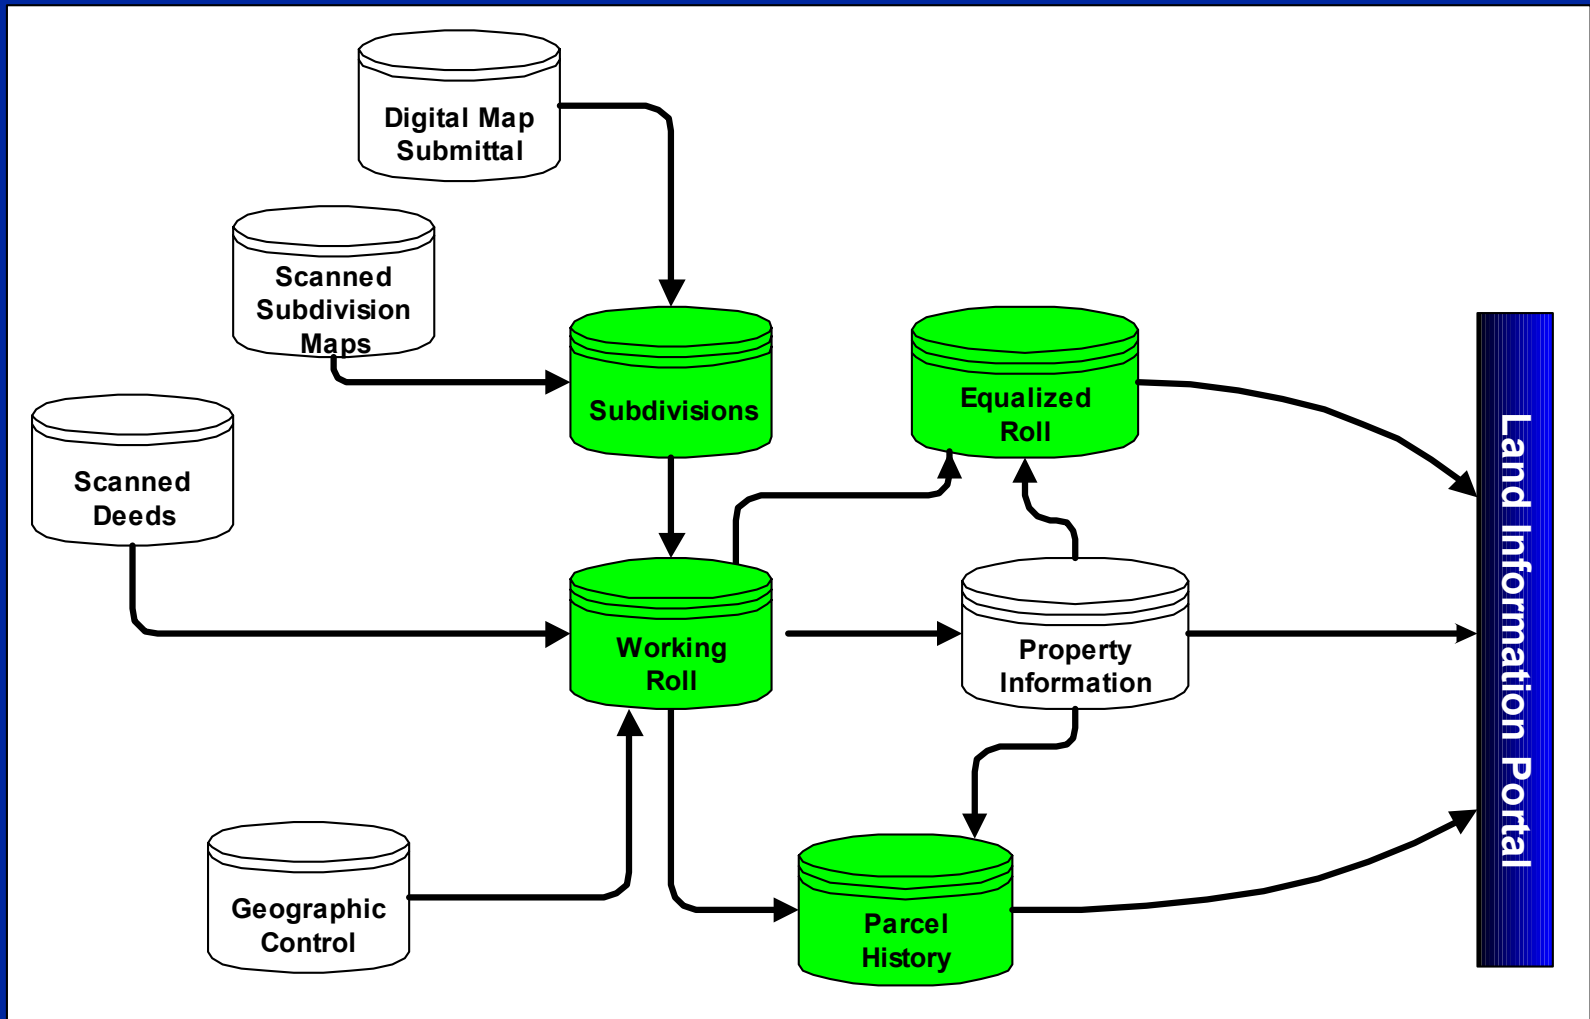 Digital Map
Submittal
Scanned
Subdivision
Maps
Subdivisions
Equalized
Roll
Scanned
Deeds
Working
Roll
Property
Information
Geographic
Control
Parcel
History
Land Information Portal